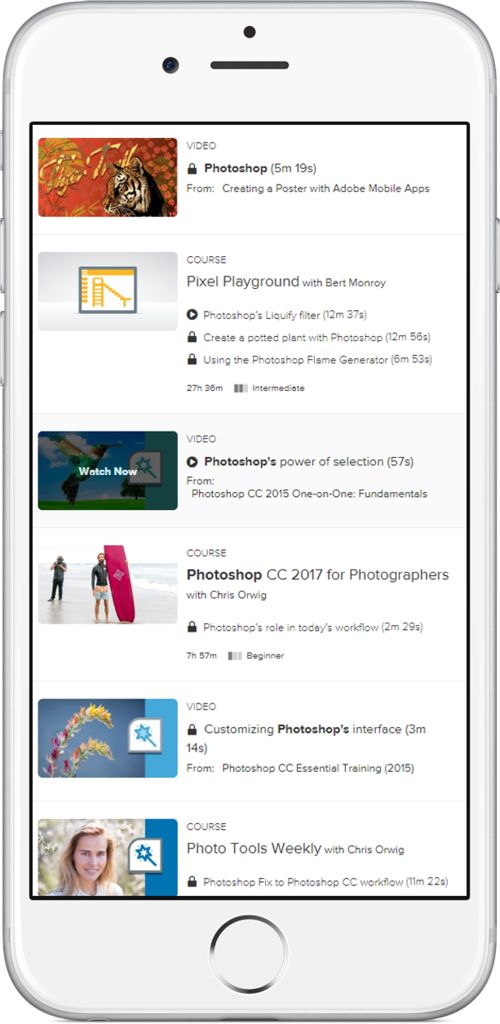 VIDEO
Photoshop (5m 19s)
From: Creating a Poster with Adobe Mobile Apps
COURSE
Pixel Playground with Bert Monroy
Photoshop's Liquify filter (12m 37s)
Create a potted plant with Photoshop (12m 56s)
Using the Photoshop Flame Generator (6m 53s)
27h 36m Intermediate
Watch Now
VIDEO
Photoshop's power of selection (57s)
From:
Photoshop CC 2015 One-on-One: Fundamentals
COURSE
Photoshop CC 2017 for Photographers
with Chris Orwig
Photoshop's role in today's workflow (2m 29s)
7h 57m Beginner
VIDEO
Customizing Photoshop's interface (3m
14s)
From: Photoshop CC Essential Training (2015)
COURSE
Photo Tools Weekly with Chris Orwig
Photoshop Fix to Photoshop CC workflow (11m 22s)